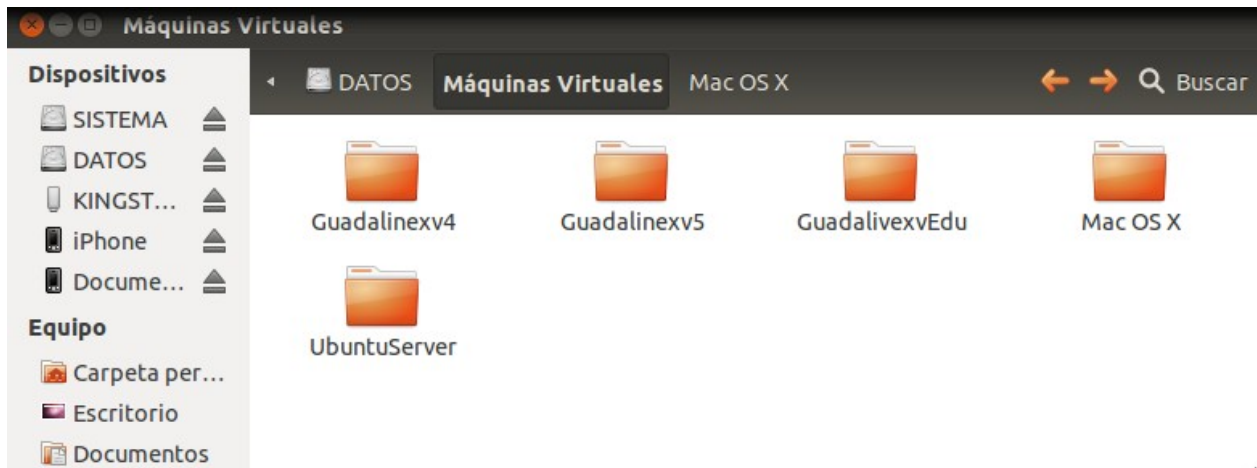 Máquinas Virtuales
Dispositivos
SISTEMA
DATOS
KINGST...
iPhone
Docume...
Equipo
Carpeta per...
Escritorio
Documentos
DATOS Máquinas Virtuales Mac OS X Buscar
Guadalinexv4 Guadalinexv5 GuadalivexvEdu Mac OS X
UbuntuServer